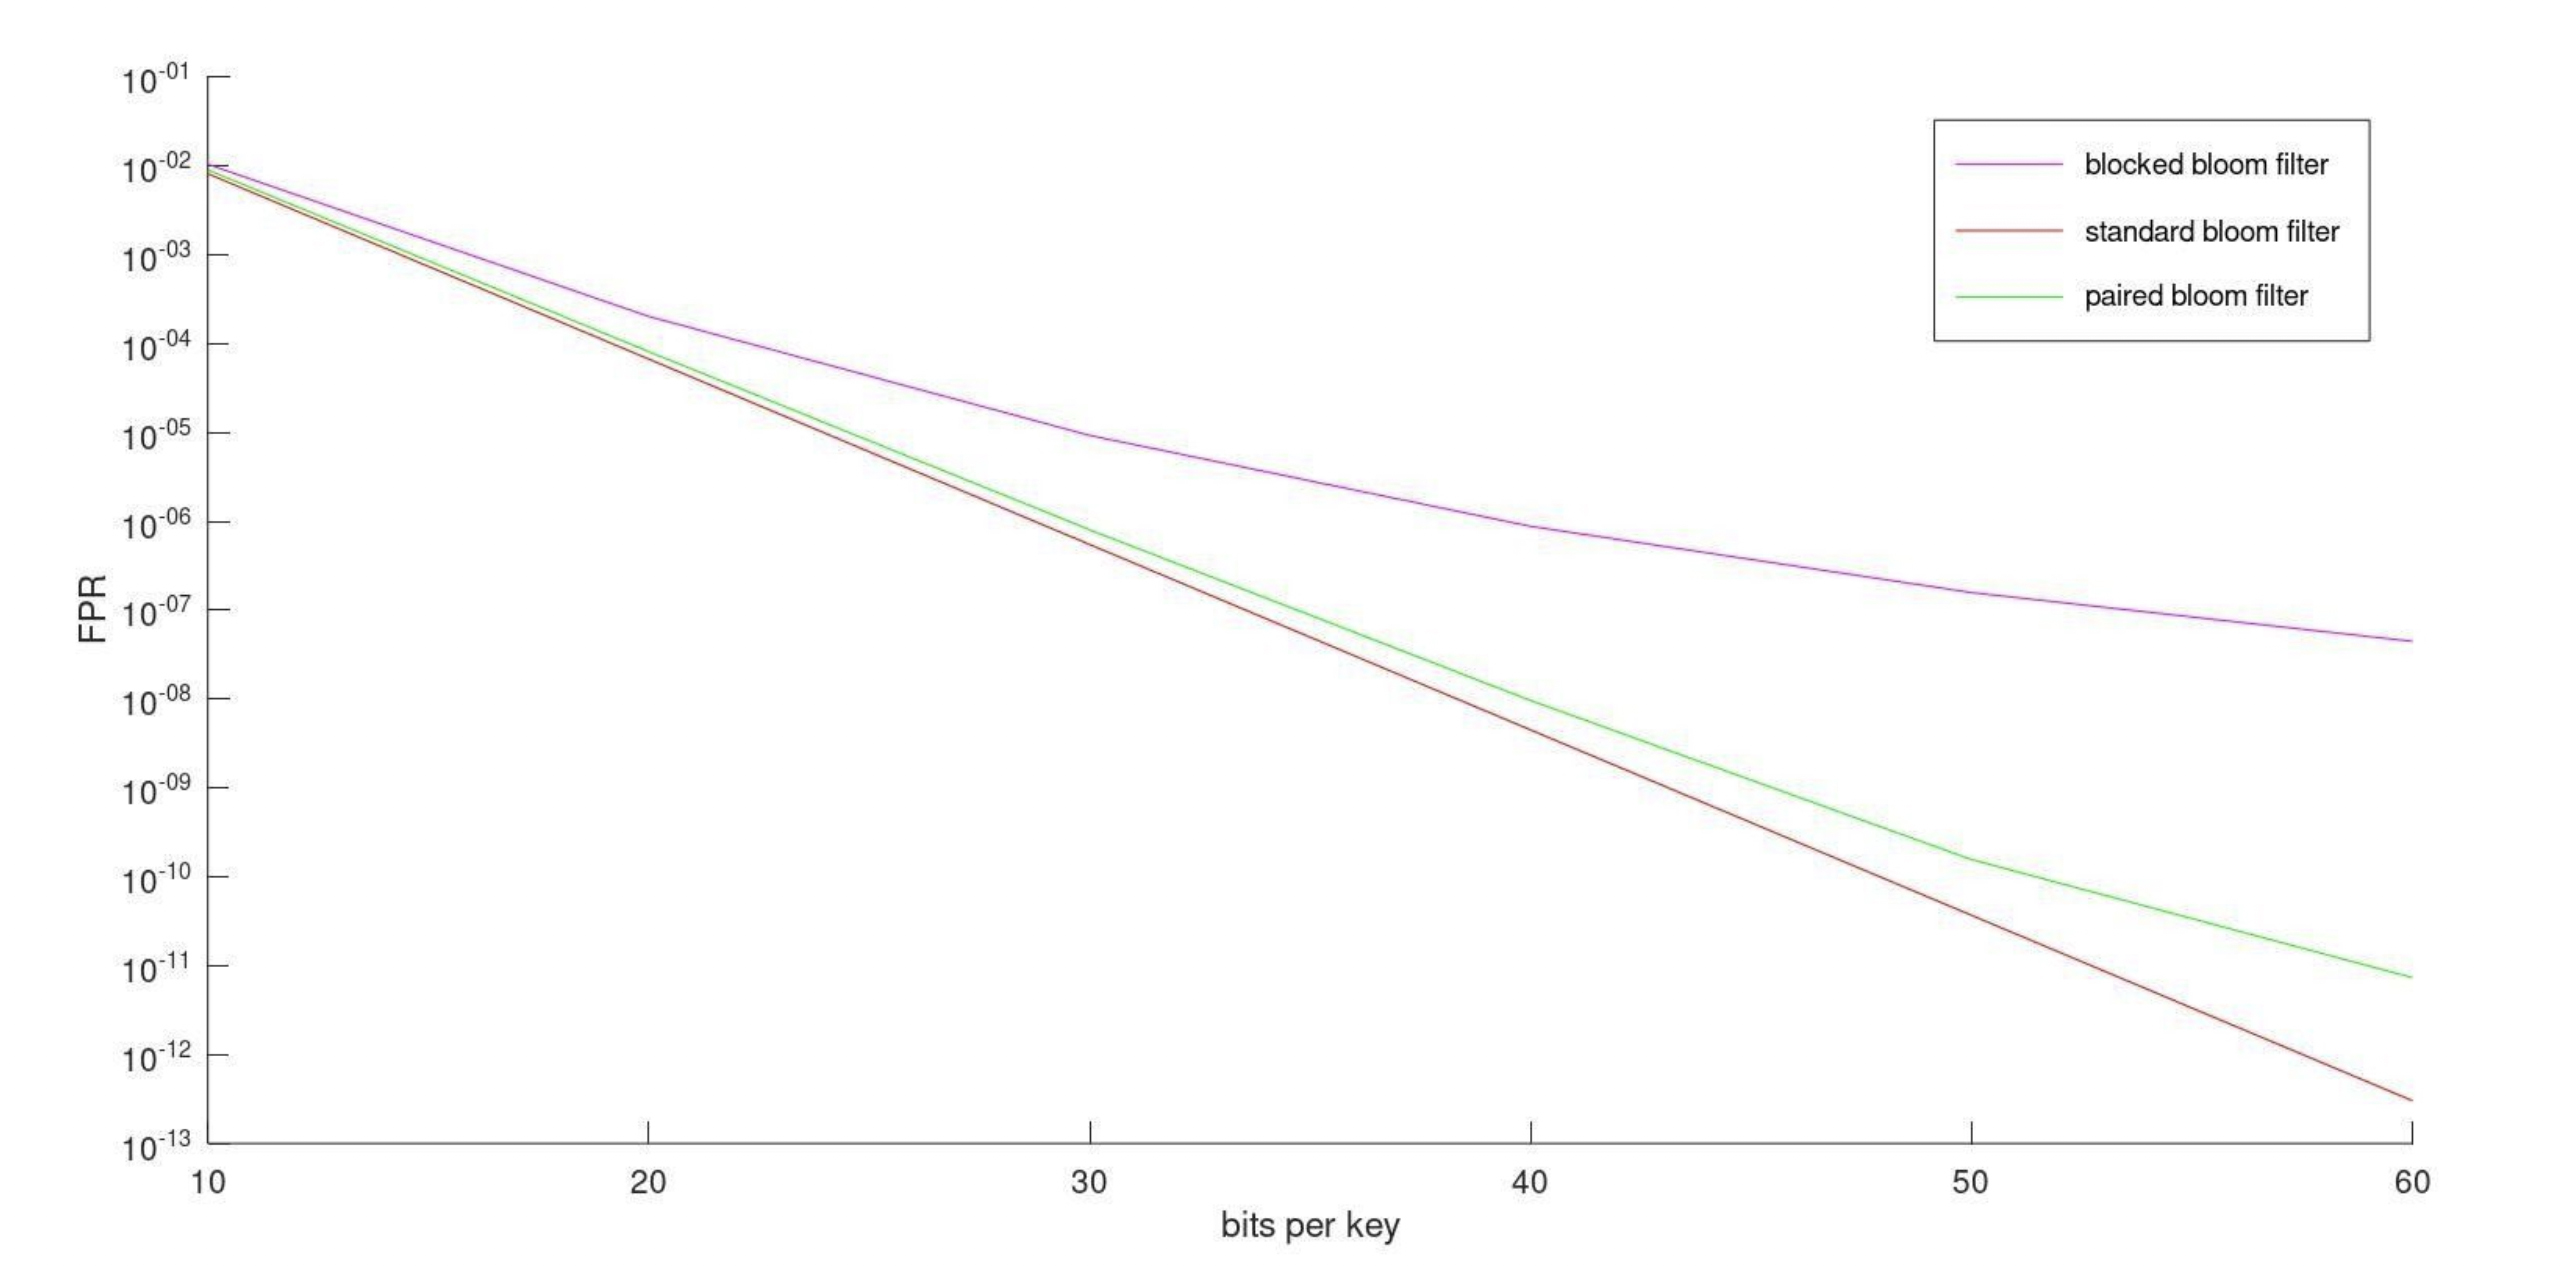 10-01
10-02
10-03
10-04
10-05
10-06
10-07
10-08
10-09
10-10
10-11
10-12
10-13
FPR
blocked bloom filter
standard bloom filter
paired bloom filter
10 20 30 40 50 60
bits per key